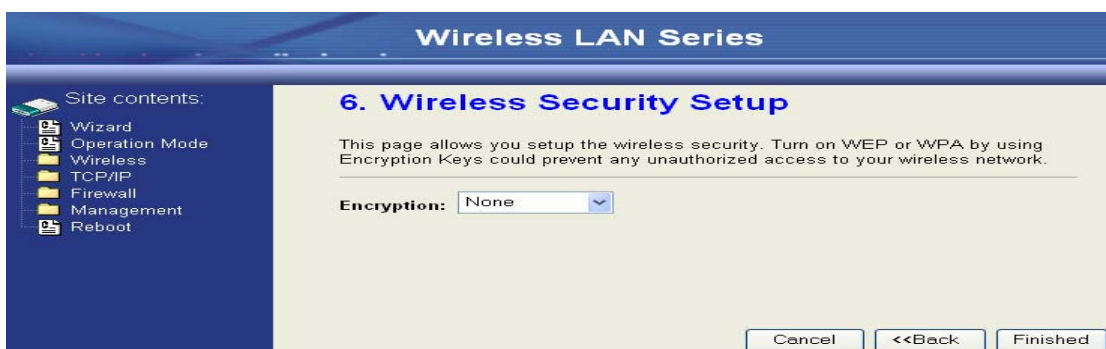 Wireless LAN Series
Site contents:
Wizard
Operation Mode
Wireless
TCP/IP
Firewall
Management
Reboot
6. Wireless Security Setup
This page allows you setup the wireless security. Turn on WEP or WPA by using
Encryption Keys could prevent any unauthorized access to your wireless network.
Encryption: None
Cancel <<Back Finished